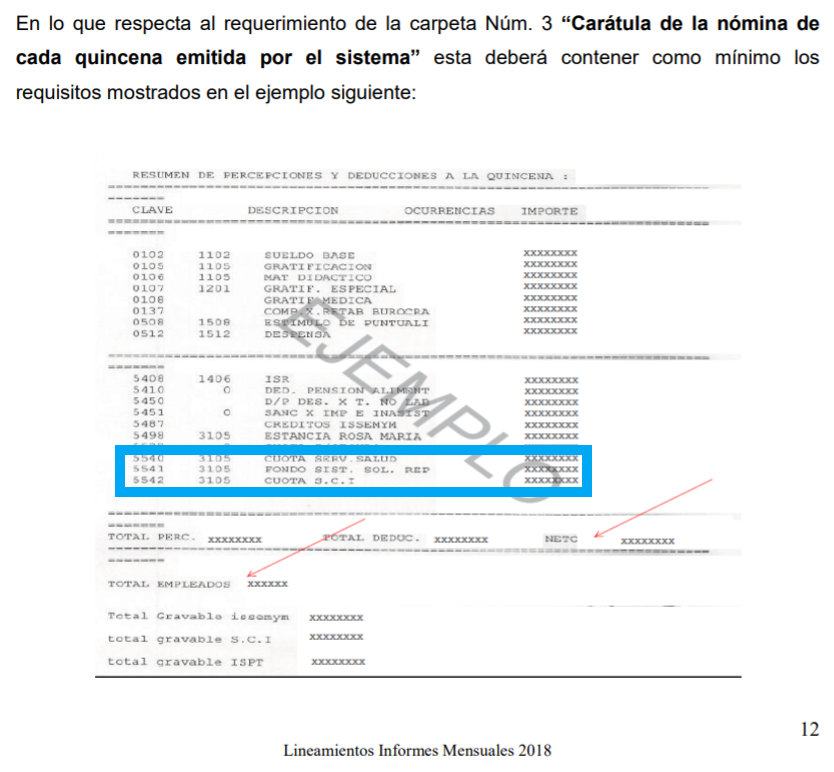 En lo que respecta al requerimiento de la carpeta Núm. 3 “Carátula de la nómina de
cada quincena emitida por el sistema” esta deberá contener como mínimo los
requisitos mostrados en el ejemplo siguiente:
RESUMEN DE PERCEPCIONES Y DEDUCCIONES A LA QUINCENA :
CLAVE DESCRIPCION OCURRENCIAS IMPORTE
0102 1102 SUELDO BASE XXXXXXXX
0105 1105 GRATIFICACION XXXXXXXX
0106 1105 MAT DIDACTICO XXXXXXXX
0107 1201 GRATIF. ESPECIAL XXXXXXXX
0108 GRATIF MEDICA XXXXXXXX
0137 COMP.X.RETAB BUROCRA XXXXXXXX
0508 1508 ESTIMULO DE PUNTUALI XXXXXXXX
0512 1512 DESPENSA XXXXXXXX
EJEMPLO
5408 1406 ISR XXXXXXXX
5410 0 DED. PENSION ALIMENT XXXXXXXX
5450 D/P DES. X T. NO LAB XXXXXXXX
5451 0 SANC X IMP E INASIST XXXXXXXX
5487 CREDITOS ISSEMYM XXXXXXXX
5498 3105 ESTANCIA ROSA MARIA XXXXXXXX
5540 3105 CUOTA SERV.SALUD XXXXXXXX
5541 3105 FONDO SIST. SOL. REP XXXXXXXX
5542 3105 CUOTA S.C.I XXXXXXXX
TOTAL PERC. XXXXXXXX TOTAL DEDUC. XXXXXXXX NETO XXXXXXXX
TOTAL EMPLEADOS XXXXXX
Total Gravable issemym XXXXXXXX
total gravable S.C.I XXXXXXXX
total gravable ISPT XXXXXXXX
12
Lineamientos Informes Mensuales 2018